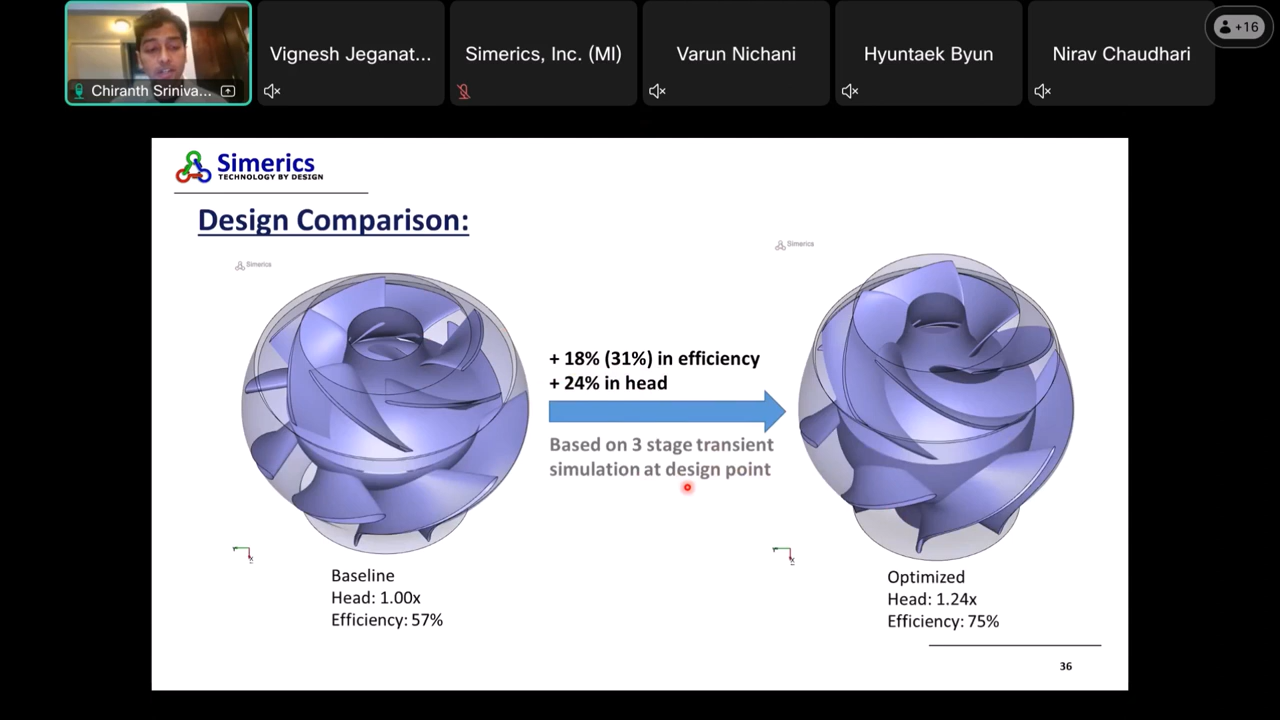 Chiranth Sriniva...
Vignesh Jeganat...
Simerics, Inc. (MI)
Varun Nichani
Hyuntaek Byun
Nirav Chaudhari
+16
Simerics
TECHNOLOGY BY DESIGN
Design Comparison:
Simerics
Simerics
+ 18% (31%) in efficiency
+ 24% in head
Based on 3 stage transient
simulation at design point
Baseline
Head: 1.00x
Efficiency: 57%
Optimized
Head: 1.24x
Efficiency: 75%
36